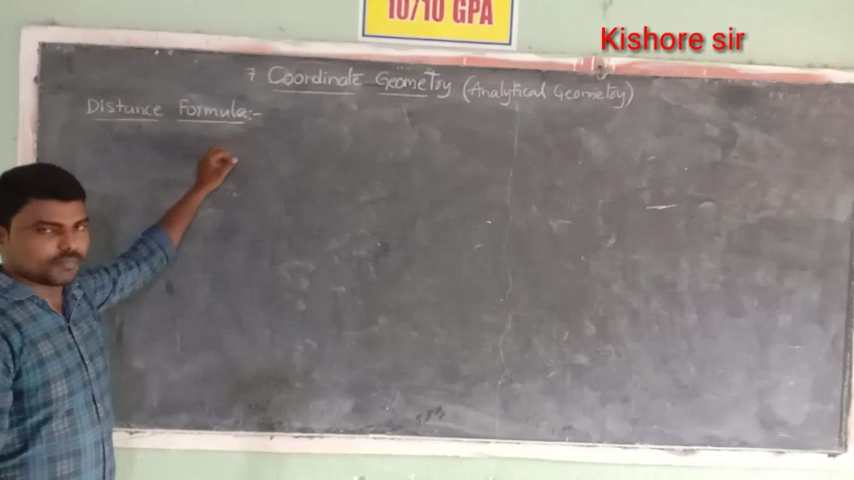 10/10 GPA
Kishore sir
7 Coordinate Geometry (Analytical Geometry)
Distance Formula:-